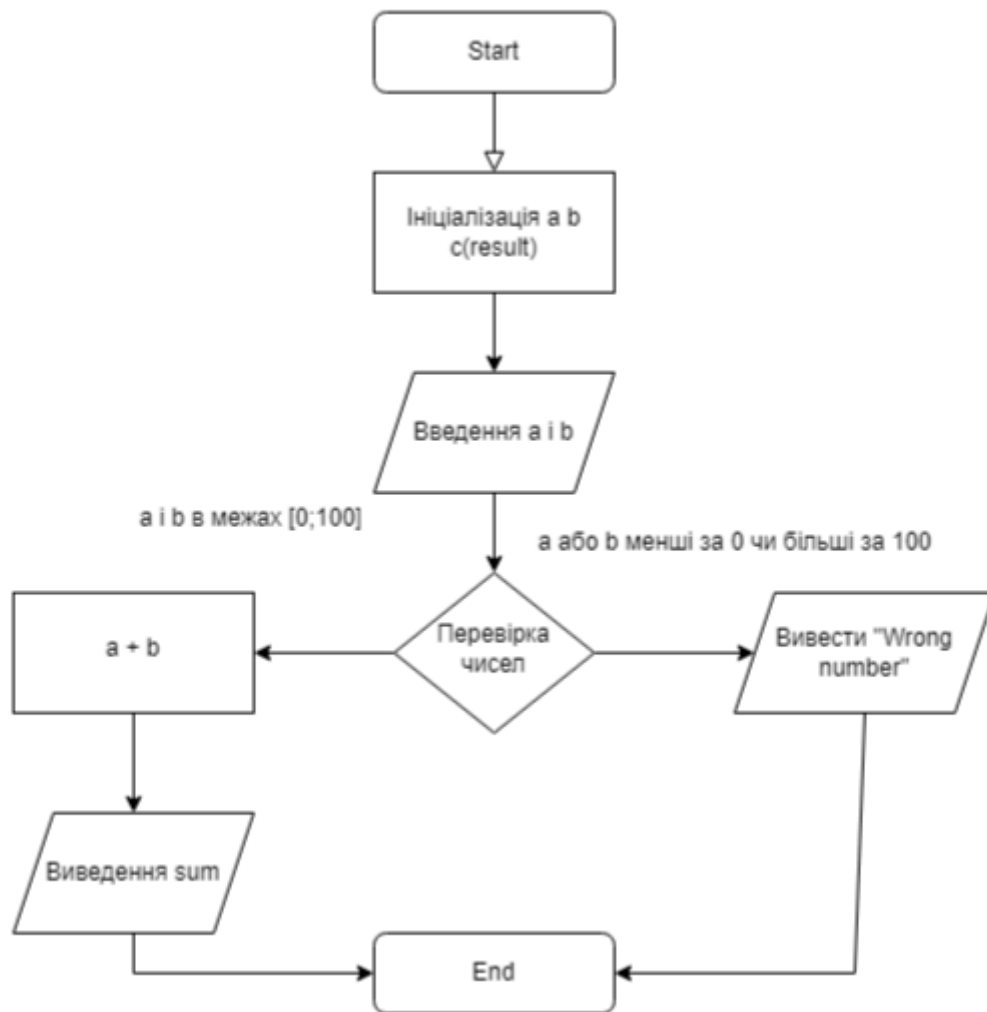 Start
Ініціалізація a b
c(result)
Введення a і b
a і b в межах [0;100]
a або b менші за 0 чи більші за 100
a + b
Перевірка
чисел
Вивести "Wrong
number"
Виведення sum
End